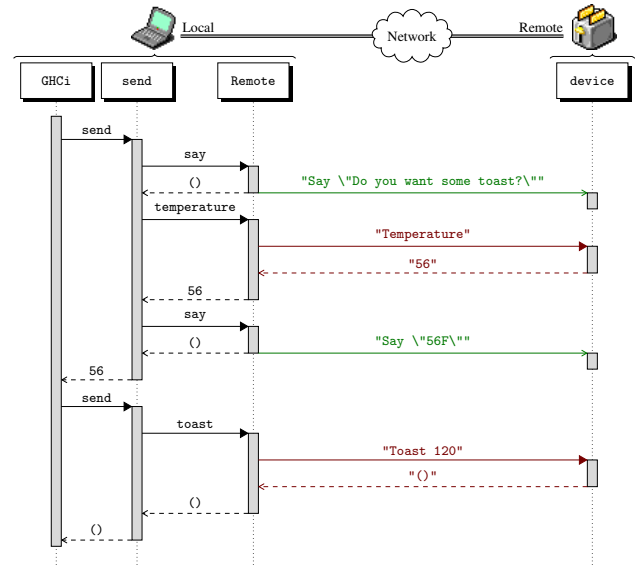 Local Network Remote
GHCi send Remote device
send
say
() "Say \"Do you want some toast?\""
temperature
"Temperature"
"56"
56
say
() "Say \"56F\""
56
send
toast
"Toast 120"
"()"
()
()